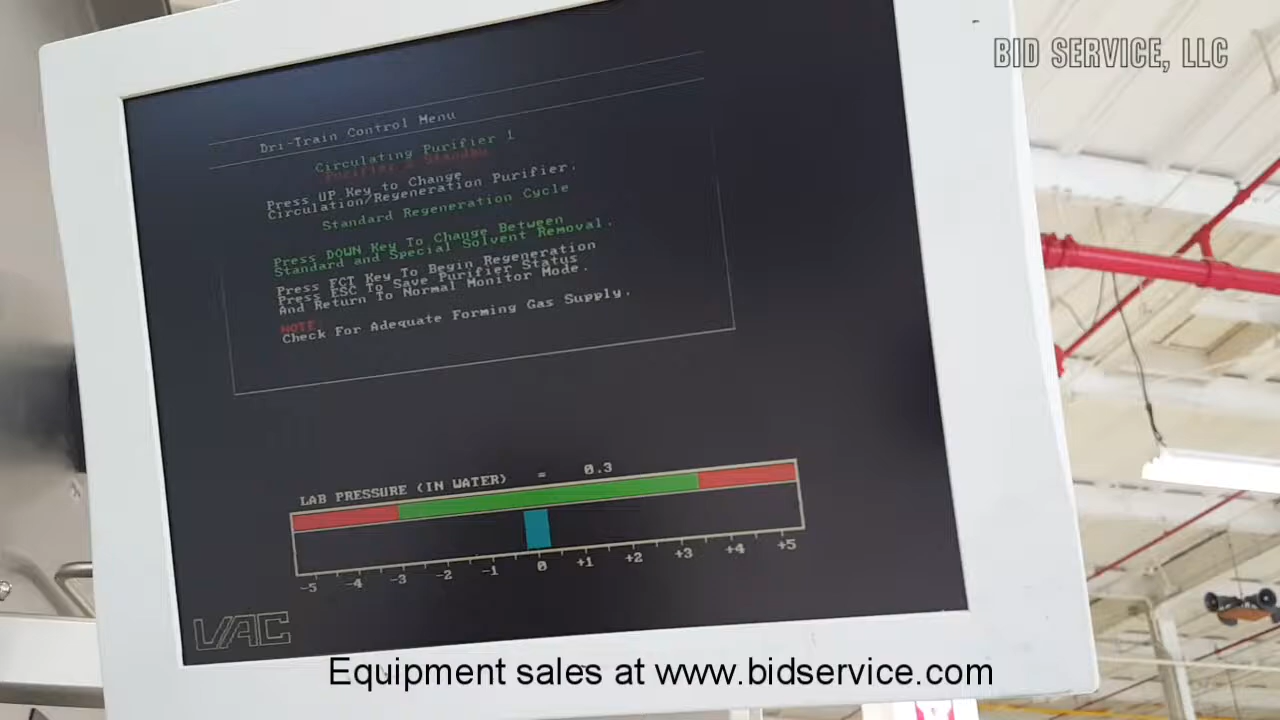 BID SERVICE, LLC
Dri-Train Control Menu
Circulating Purifier 1
Purifier 2 Standby
Press UP Key to Change
Circulation/Regeneration Purifier.
Standard Regeneration Cycle
Press DOWN Key To Change Between
Standard and Special Solvent Removal.
Press FCT Key To Begin Regeneration
Press ESC To Save Purifier Status
And Return To Normal Monitor Mode.
NOTE
Check For Adequate Forming Gas Supply.
LAB PRESSURE (IN WATER) = 0.3
-5 -4 -3 -2 -1 0 +1 +2 +3 +4 +5
VAC
Equipment sales at www.bidservice.com